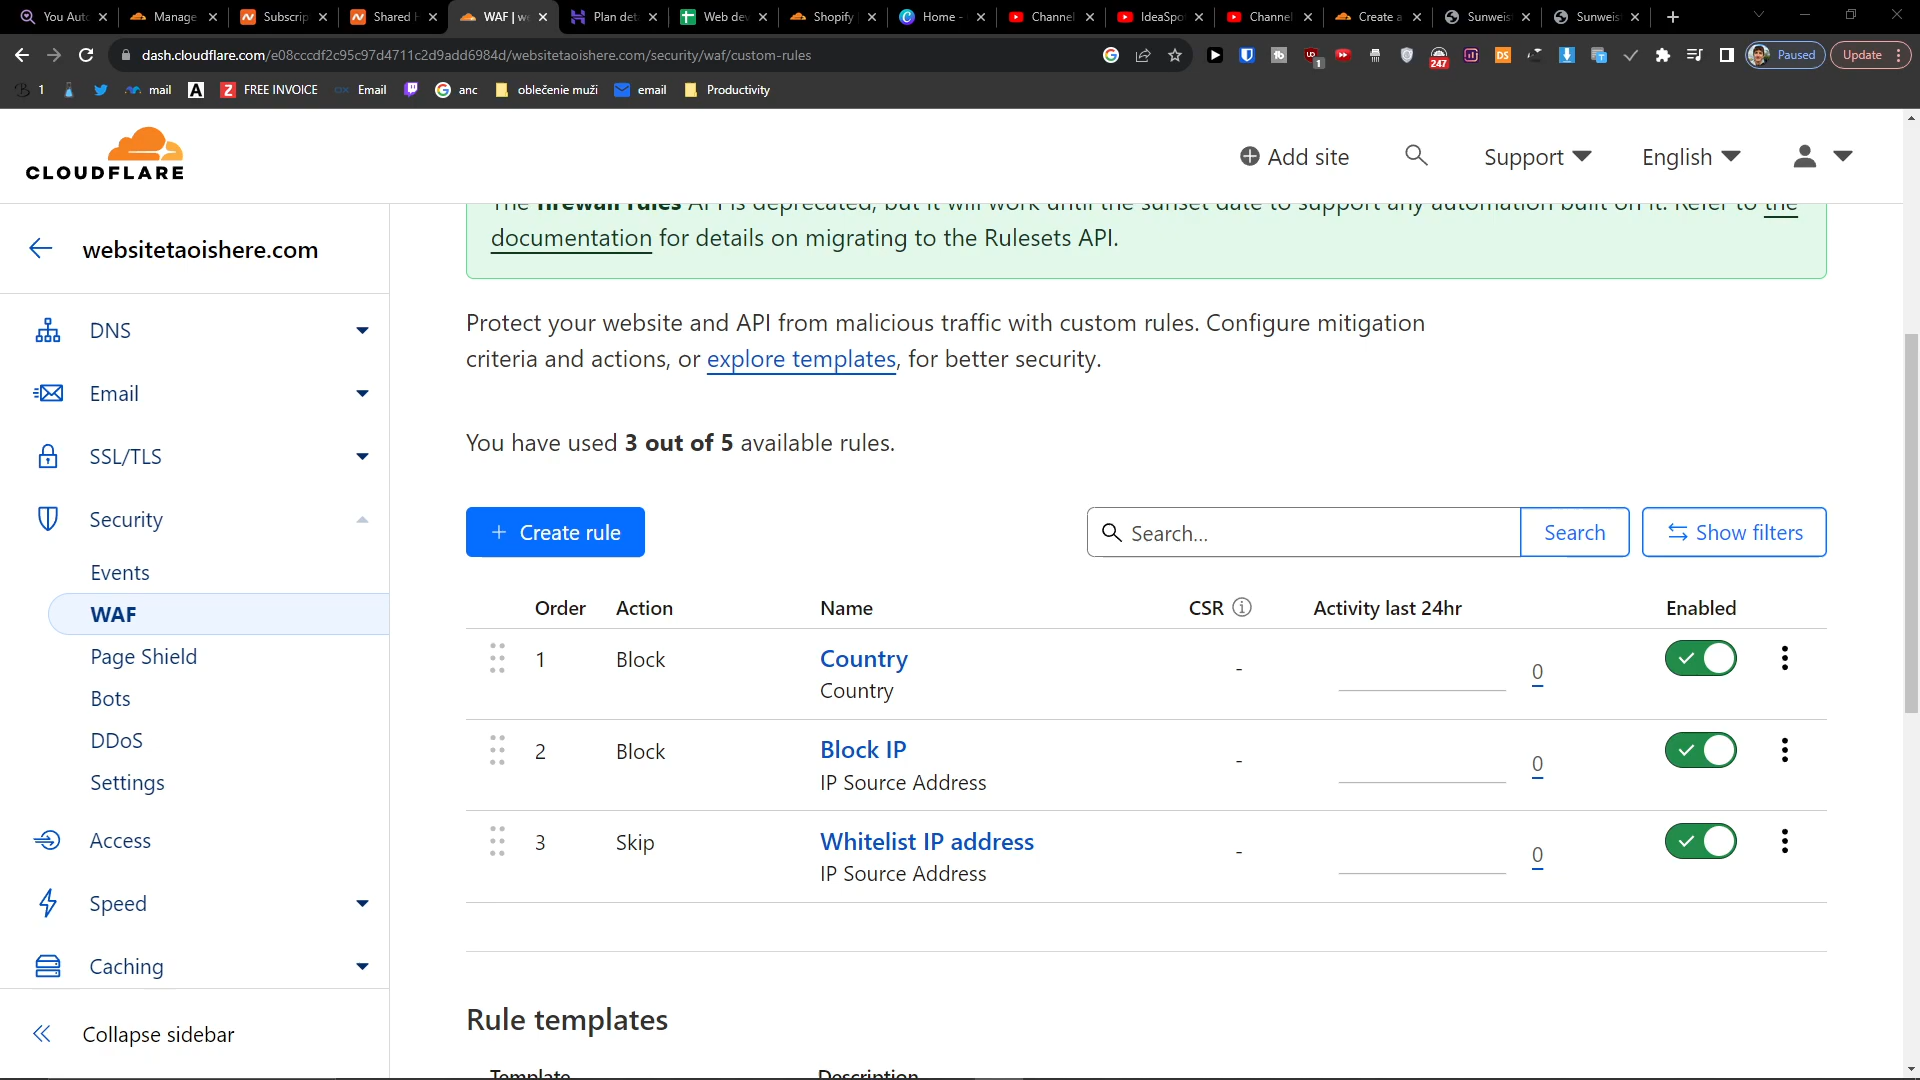 You Aut
Manage
Subscrip
Shared H
WAF | we
Plan det
Web dev
Shopify
Home -
Channel
IdeaSpo
Channel
Create a
Sunweis
Sunweis
dash.cloudflare.com/e08cccdf2c95c97d4711c2d9add6984d/websitetaoishere.com/security/waf/custom-rules
1
247
DS
Paused
Update
1
mail
A
Z FREE INVOICE
Email
anc
oblečenie muži
email
Productivity
CLOUDFLARE
Add site
Support
English
websitetaoishere.com
DNS
Email
SSL/TLS
Security
Events
WAF
Page Shield
Bots
DDoS
Settings
Access
Speed
Caching
Collapse sidebar
The firewall rules API is deprecated, but it will work until the sunset date to support any automation built on it. Refer to the
documentation for details on migrating to the Rulesets API.
Protect your website and API from malicious traffic with custom rules. Configure mitigation
criteria and actions, or explore templates, for better security.
You have used 3 out of 5 available rules.
+ Create rule
Search...
Search
Show filters
Order Action Name CSR Activity last 24hr Enabled
1 Block Country - 0
Country
2 Block Block IP - 0
IP Source Address
3 Skip Whitelist IP address - 0
IP Source Address
Rule templates
Template Description